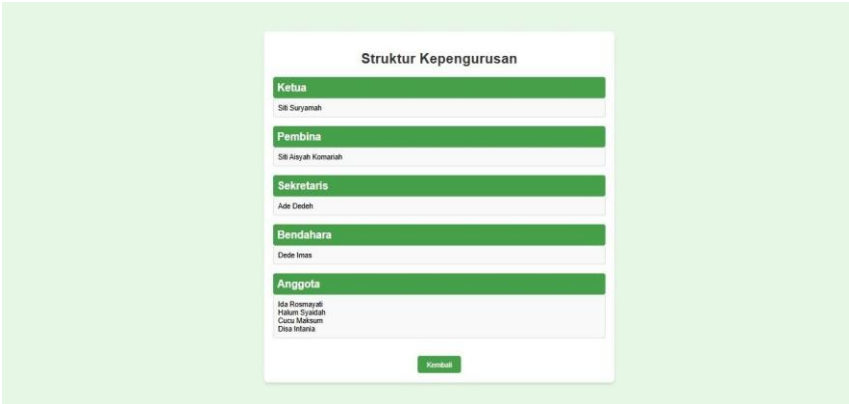 Struktur Kepengurusan
Ketua
Siti Suryamah
Pembina
Siti Aisyah Komariah
Sekretaris
Ade Dedeh
Bendahara
Dede Imas
Anggota
Ida Rosmayati
Halum Syaidah
Cucu Maksum
Disa Intania
Kembali